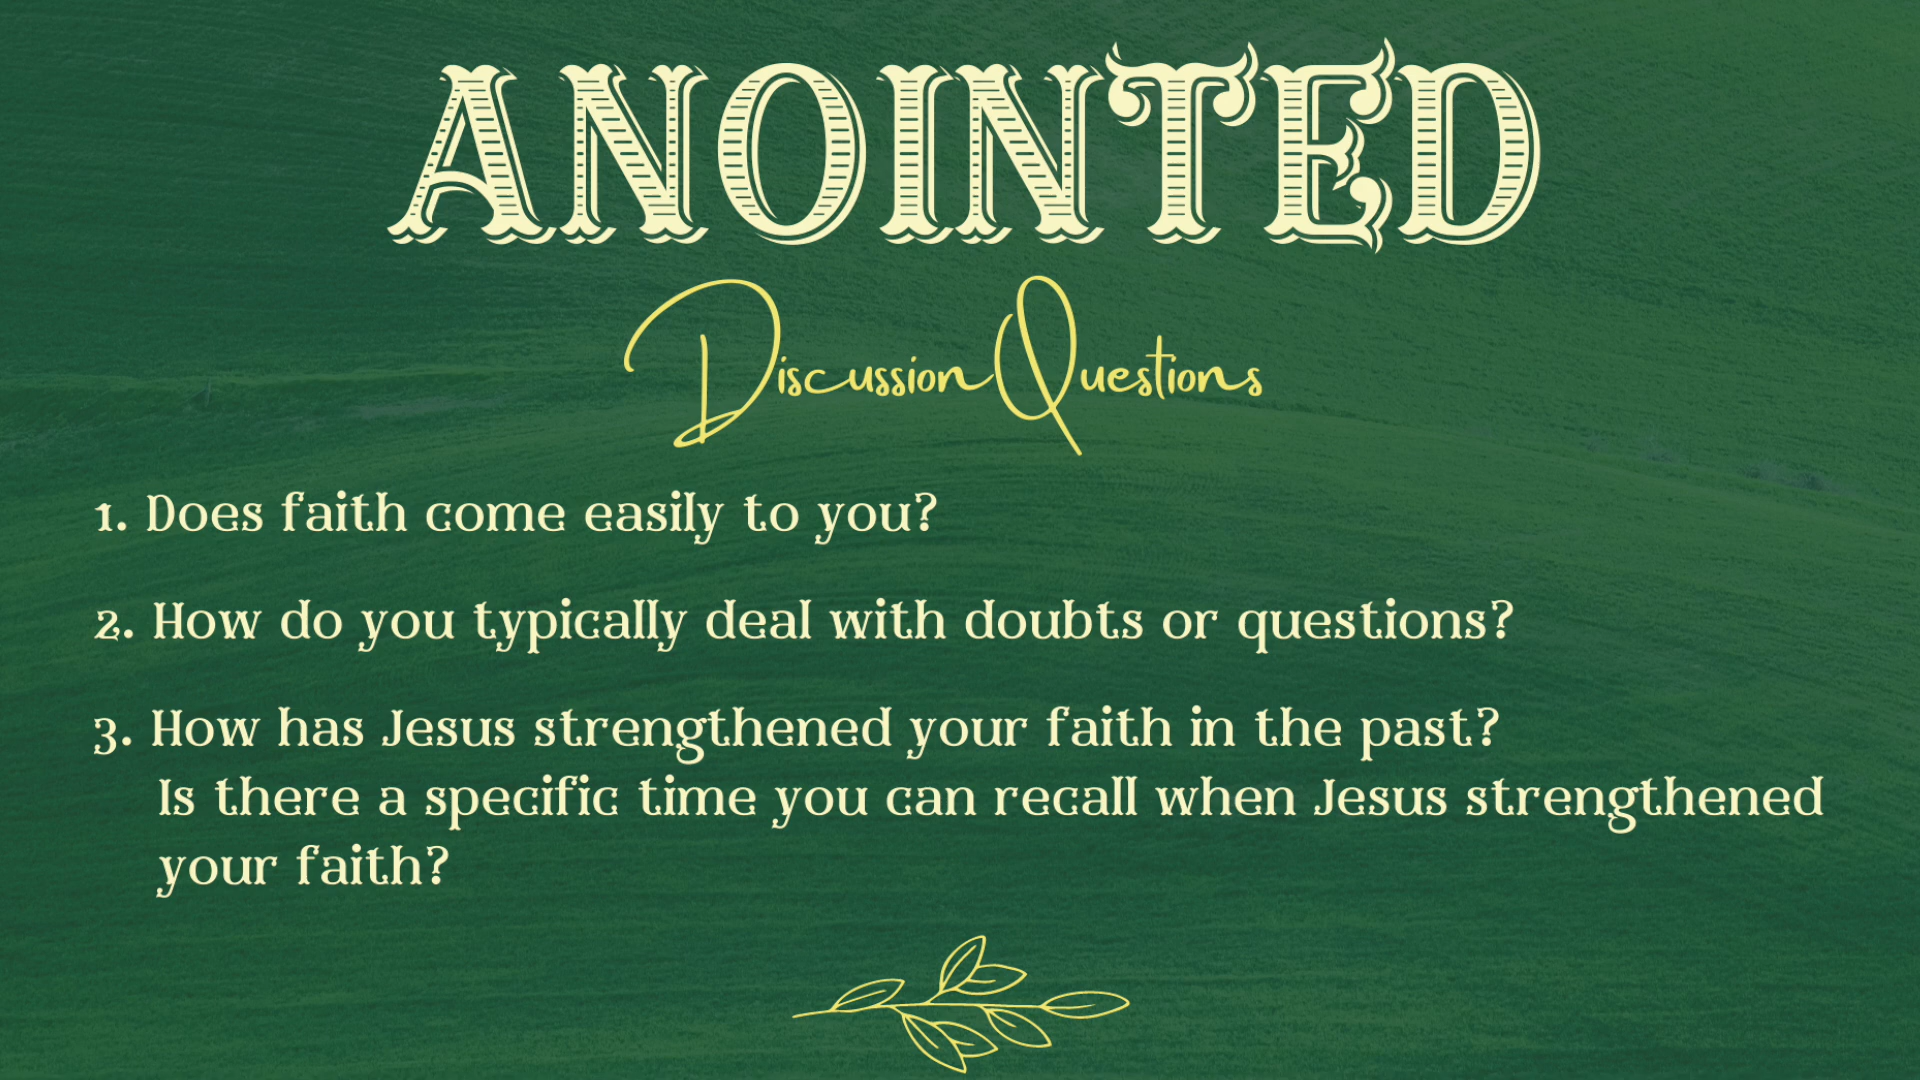 ANOINTED
Discussion Questions
1. Does faith come easily to you?
2. How do you typically deal with doubts or questions?
3. How has Jesus strengthened your faith in the past?
Is there a specific time you can recall when Jesus strengthened
your faith?